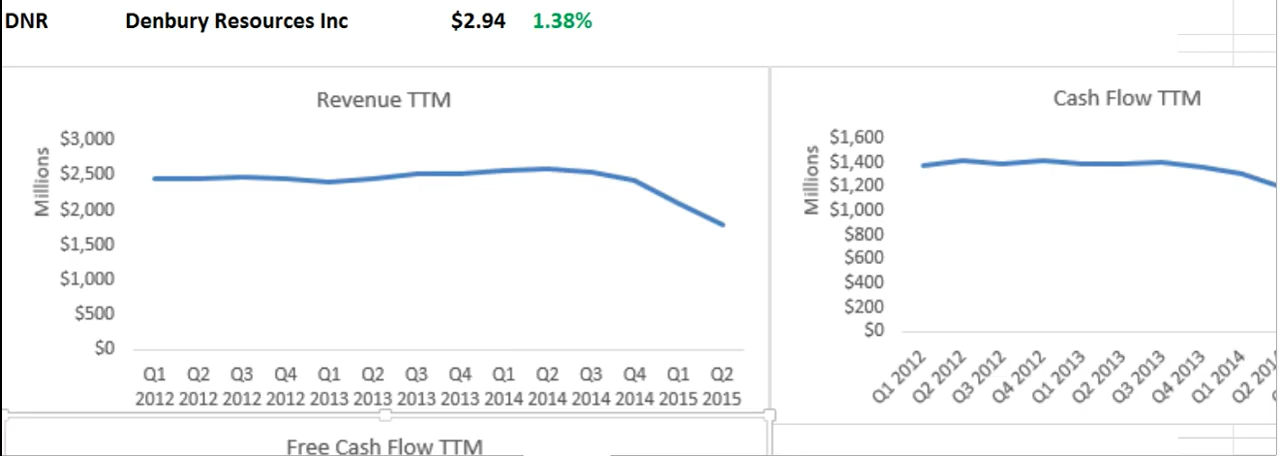 DNR Denbury Resources Inc $2.94 1.38%
Revenue TTM
Millions
$3,000
$2,500
$2,000
$1,500
$1,000
$500
$0
Q1 Q2 Q3 Q4 Q1 Q2 Q3 Q4 Q1 Q2 Q3 Q4 Q1 Q2
2012 2012 2012 2012 2013 2013 2013 2013 2014 2014 2014 2014 2015 2015
Cash Flow TTM
Millions
$1,600
$1,400
$1,200
$1,000
$800
$600
$400
$200
$0
Q1 2012 Q2 2012 Q3 2012 Q4 2012 Q1 2013 Q2 2013 Q3 2013 Q4 2013 Q1 2014 Q2
Free Cash Flow TTM